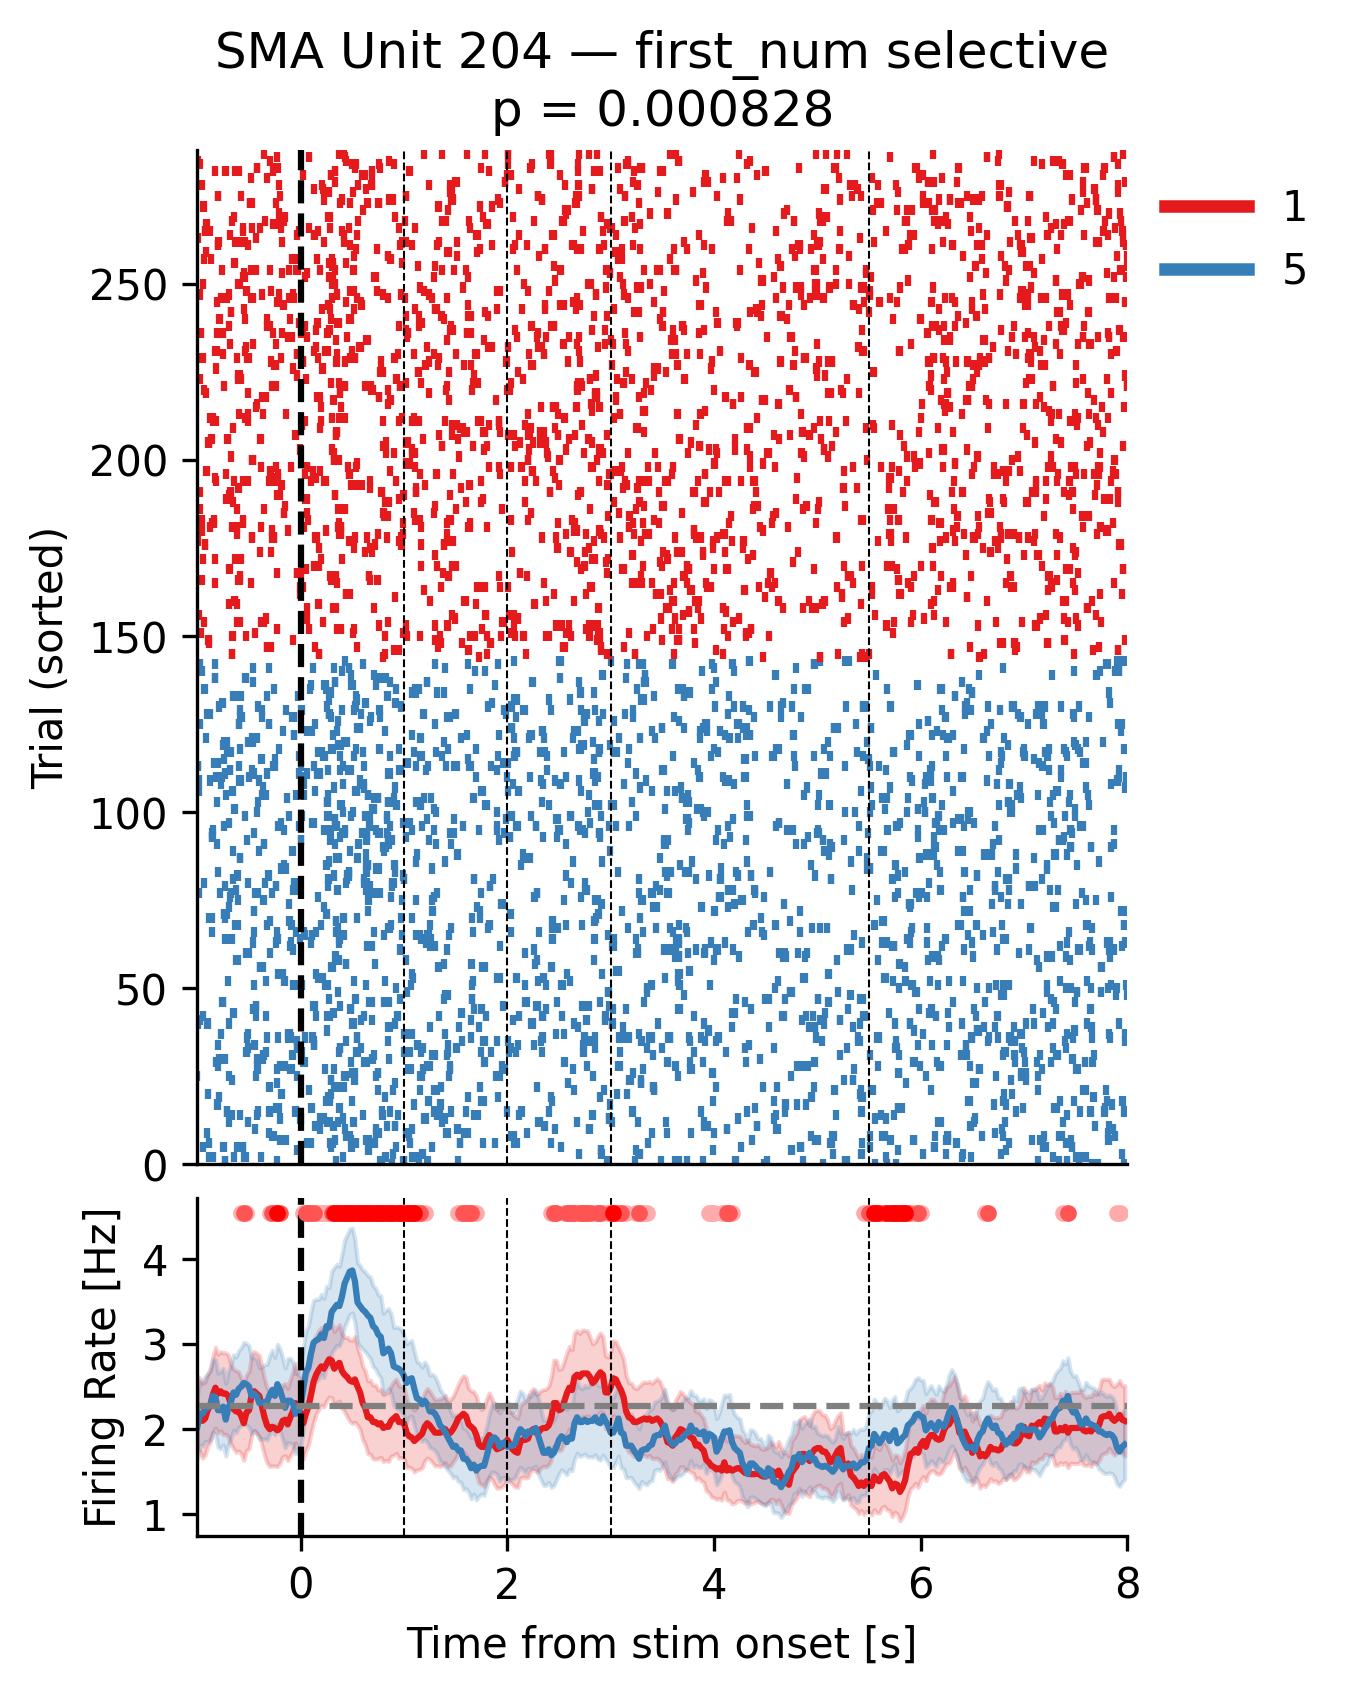 SMA Unit 204 — first_num selective
p = 0.000828
1
5
Trial (sorted)
250
200
150
100
50
0
Firing Rate [Hz]
4
3
2
1
0 2 4 6 8
Time from stim onset [s]